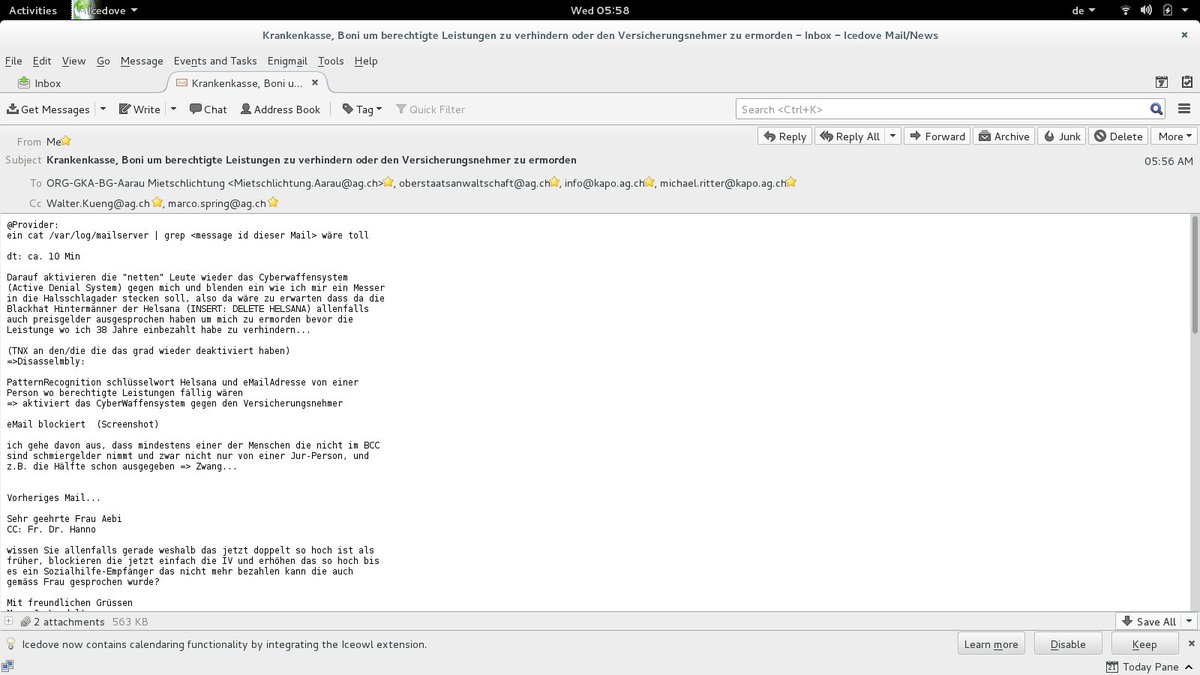 Activities Icedove Wed 05:58 de
Krankenkasse, Boni um berechtigte Leistungen zu verhindern oder den Versicherungsnehmer zu ermorden - Inbox - Icedove Mail/News
File Edit View Go Message Events and Tasks Enigmail Tools Help
Inbox Krankenkasse, Boni u...
Get Messages Write Chat Address Book Tag Quick Filter Search <Ctrl+K>
From Me Reply Reply All Forward Archive Junk Delete More
Subject Krankenkasse, Boni um berechtigte Leistungen zu verhindern oder den Versicherungsnehmer zu ermorden 05:56 AM
To ORG-GKA-BG-Aarau Mietschlichtung <Mietschlichtung.Aarau@ag.ch>, oberstaatsanwaltschaft@ag.ch, info@kapo.ag.ch, michael.ritter@kapo.ag.ch
Cc Walter.Kueng@ag.ch, marco.spring@ag.ch
@Provider:
ein cat /var/log/mailserver | grep <message id dieser Mail> wäre toll
dt: ca. 10 Min
Darauf aktivieren die "netten" Leute wieder das Cyberwaffensystem
(Active Denial System) gegen mich und blenden ein wie ich mir ein Messer
in die Halsschlagader stecken soll, also da wäre zu erwarten dass da die
Blackhat Hintermänner der Helsana (INSERT: DELETE HELSANA) allenfalls
auch preisgelder ausgesprochen haben um mich zu ermorden bevor die
Leistunge wo ich 38 Jahre einbezahlt habe zu verhindern...
(TNX an den/die die das grad wieder deaktiviert haben)
=>Disasselmbly:
PatternRecognition schlüsselwort Helsana und eMailAdresse von einer
Person wo berechtigte Leistungen fällig wären
=> aktiviert das CyberWaffensystem gegen den Versicherungsnehmer
eMail blockiert (Screenshot)
ich gehe davon aus, dass mindestens einer der Menschen die nicht im BCC
sind schmiergelder nimmt und zwar nicht nur von einer Jur-Person, und
z.B. die Hälfte schon ausgegeben => Zwang...
Vorheriges Mail...
Sehr geehrte Frau Aebi
CC: Fr. Dr. Hanno
wissen Sie allenfalls gerade weshalb das jetzt doppelt so hoch ist als
früher, blockieren die jetzt einfach die IV und erhöhen das so hoch bis
es ein Sozialhilfe-Empfänger das nicht mehr bezahlen kann die auch
gemäss Frau gesprochen wurde?
Mit freundlichen Grüssen
2 attachments 563 KB Save All
Icedove now contains calendaring functionality by integrating the Iceowl extension. Learn more Disable Keep
21 Today Pane